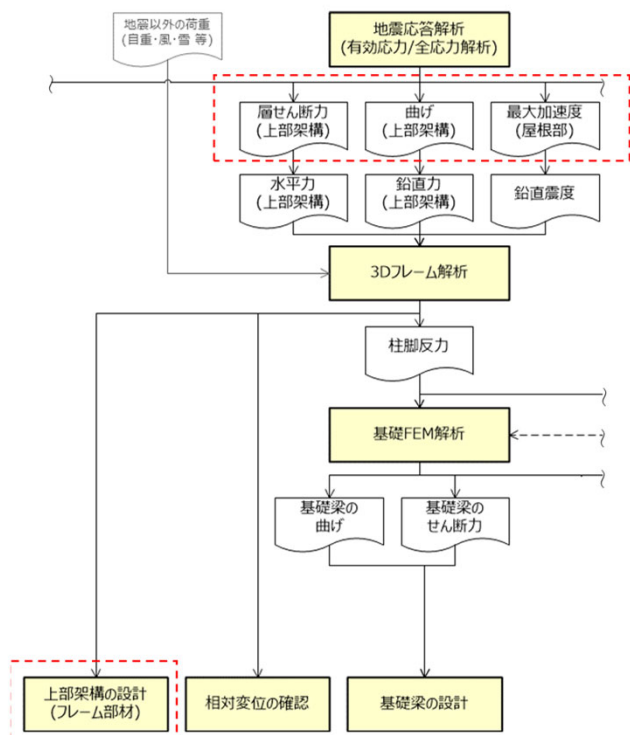 地震以外の荷重
(自重・風・雪 等)
地震応答解析
(有効応力/全応力解析)
層せん断力
(上部架構)
曲げ
(上部架構)
最大加速度
(屋根部)
水平力
(上部架構)
鉛直力
(上部架構)
鉛直震度
3Dフレーム解析
柱脚反力
基礎FEM解析
基礎梁の
曲げ
基礎梁の
せん断力
上部架構の設計
(フレーム部材)
相対変位の確認
基礎梁の設計